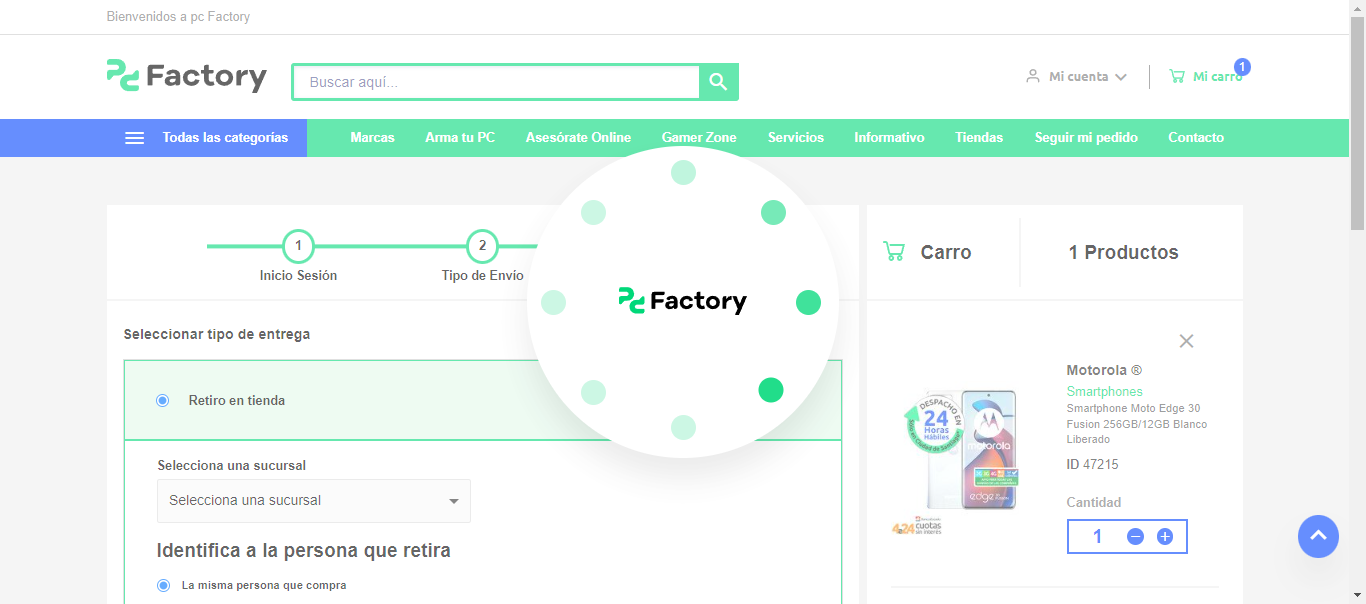 Bienvenidos a pc Factory
Factory
Buscar aquí...
Mi cuenta
Mi carro
1
Todas las categorías
Marcas
Arma tu PC
Asesórate Online
Gamer Zone
Servicios
Informativo
Tiendas
Seguir mi pedido
Contacto
1
2
Inicio Sesión
Tipo de Envío
Factory
Carro
1 Productos
Seleccionar tipo de entrega
Retiro en tienda
Selecciona una sucursal
Selecciona una sucursal
Identifica a la persona que retira
La misma persona que compra
DESPACHO EN
24
Horas
Hábiles
motorola
edge
4a24 cuotas
sin interés
Motorola ®
Smartphones
Smartphone Moto Edge 30
Fusion 256GB/12GB Blanco
Liberado
ID 47215
Cantidad
1